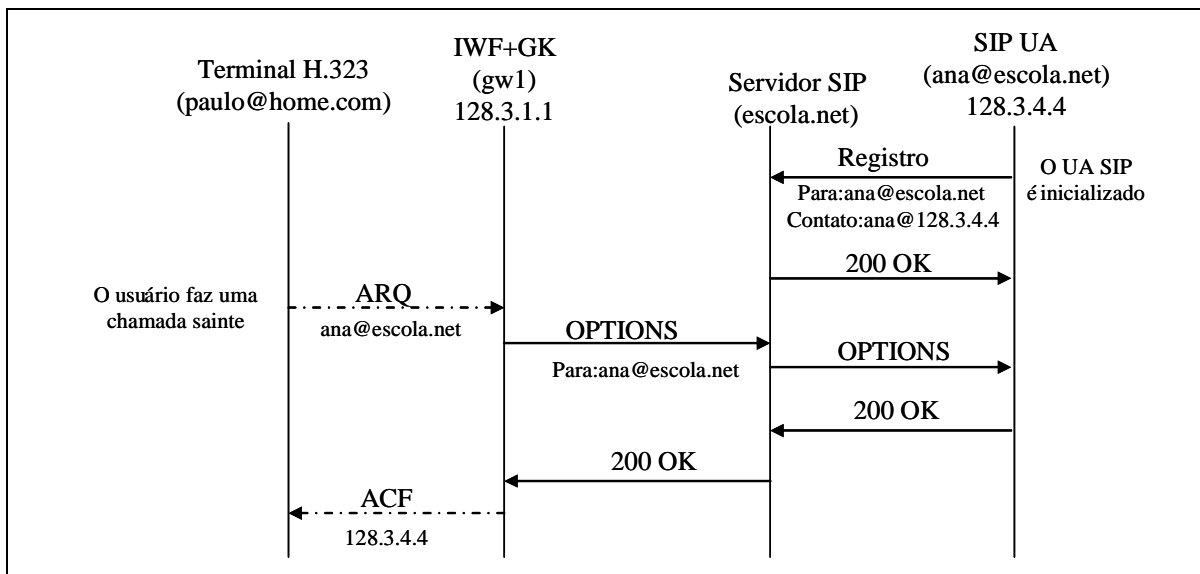 Terminal H.323
(paulo@home.com)
IWF+GK
(gw1)
128.3.1.1
Servidor SIP
(escola.net)
SIP UA
(ana@escola.net)
128.3.4.4
Registro
Para:ana@escola.net
Contato:ana@128.3.4.4
O UA SIP
é inicializado
200 OK
O usuário faz uma
chamada sainte
ARQ
ana@escola.net
OPTIONS
Para:ana@escola.net
OPTIONS
200 OK
200 OK
ACF
128.3.4.4